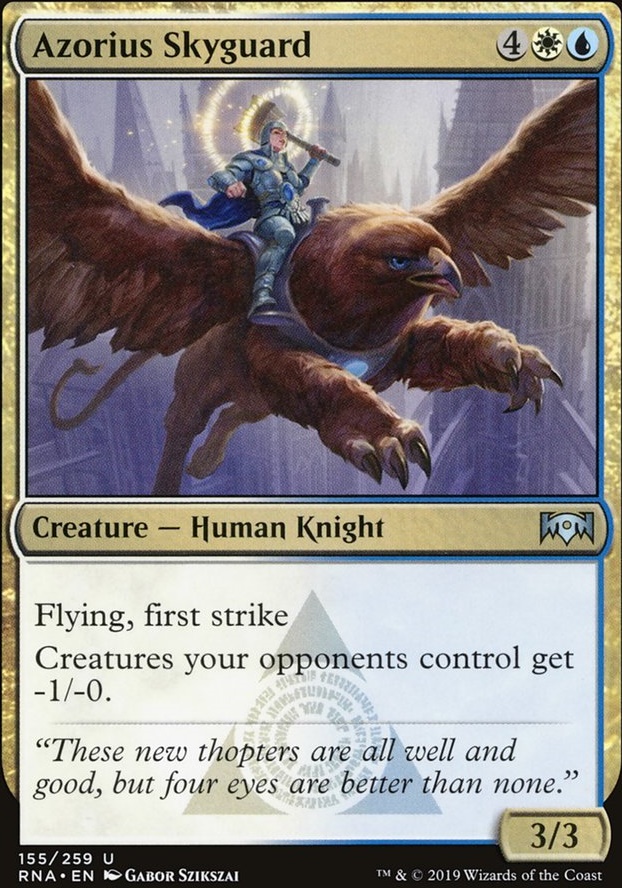 Azorius Skyguard 4
Creature — Human Knight
Flying, first strike
Creatures your opponents control get
-1/-0.
“These new thopters are all well and
good, but four eyes are better than none.”
3/3
155/259 U
RNA • EN Gabor Szikszai
™ & © 2019 Wizards of the Coast